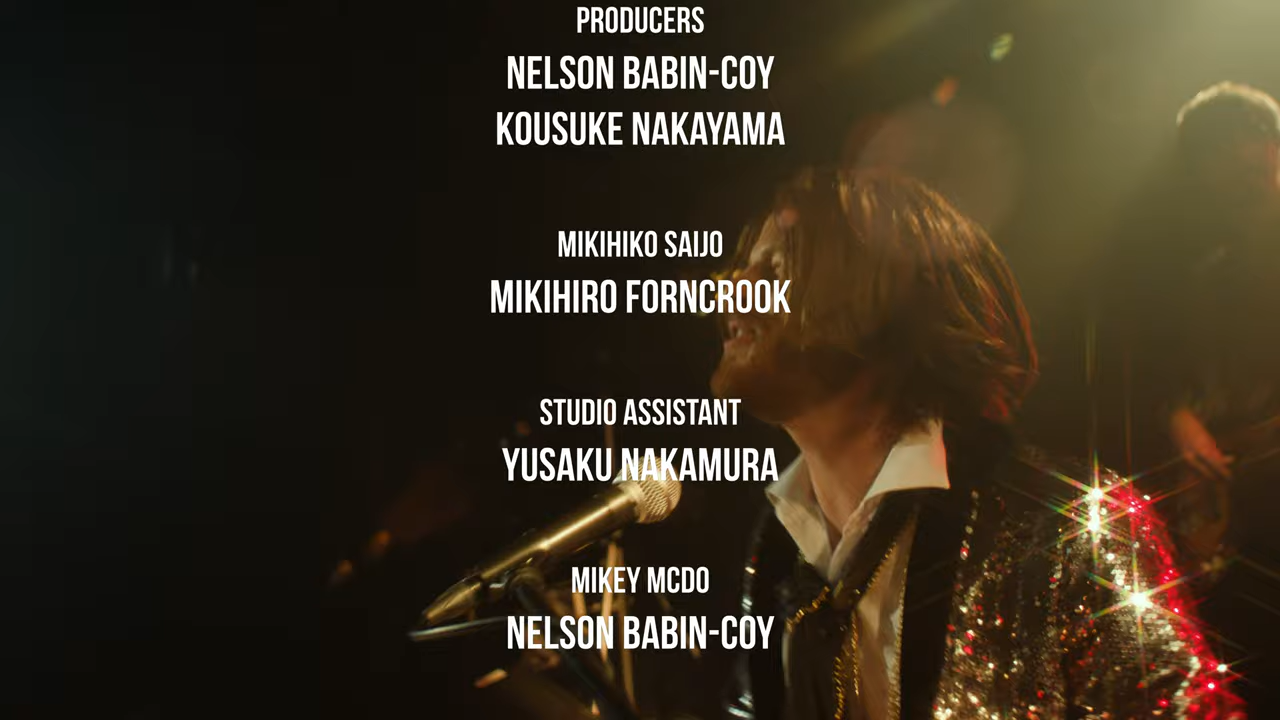 PRODUCERS
NELSON BABIN-COY
KOUSUKE NAKAYAMA
MIKIHIKO SAIJO
MIKIHIRO FORNCROOK
STUDIO ASSISTANT
YUSAKU NAKAMURA
MIKEY MCDO
NELSON BABIN-COY